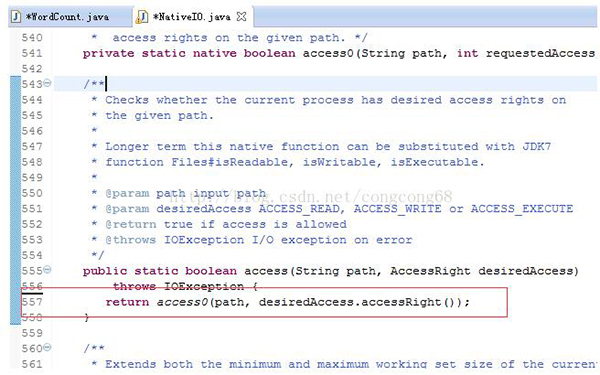 *WordCount.java *NativeIO.java
540 * access rights on the given path. */
541 private static native boolean access0(String path, int requestedAccess
542
543 /**
544 * Checks whether the current process has desired access rights on
545 * the given path.
546 *
547 * Longer term this native function can be substituted with JDK7
548 * function Files#isReadable, isWritable, isExecutable.
549 *
550 * @param path input path
http://blog.csdn.net/congcong68
551 * @param desiredAccess ACCESS_READ, ACCESS_WRITE or ACCESS_EXECUTE
552 * @return true if access is allowed
553 * @throws IOException I/O exception on error
554 */
555 public static boolean access(String path, AccessRight desiredAccess)
556 throws IOException {
557 return access0(path, desiredAccess.accessRight());
558 }
559
560 /**
561 * Extends both the minimum and maximum working set size of the current